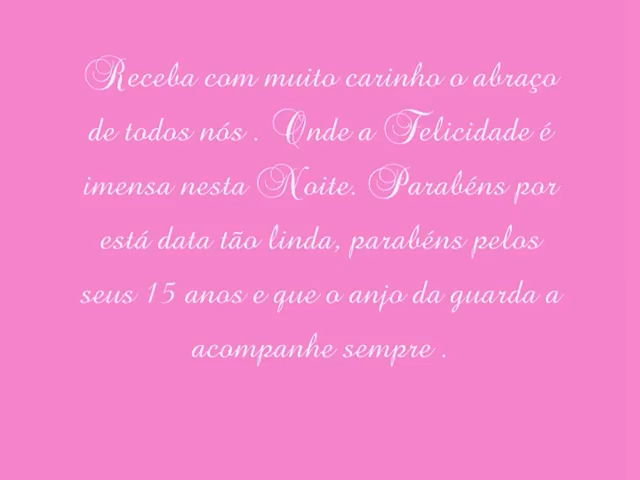 Receba com muito carinho o abraço
de todos nós . Onde a Felicidade é
imensa nesta Noite. Parabéns por
está data tão linda, parabéns pelos
seus 15 anos e que o anjo da guarda a
acompanhe sempre .